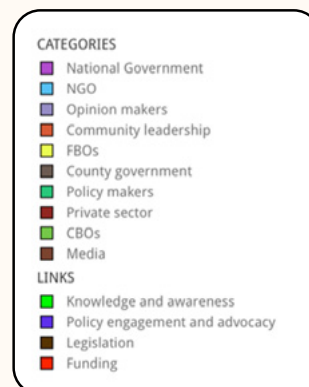 CATEGORIES
National Government
NGO
Opinion makers
Community leadership
FBOs
County government
Policy makers
Private sector
CBOs
Media
LINKS
Knowledge and awareness
Policy engagement and advocacy
Legislation
Funding